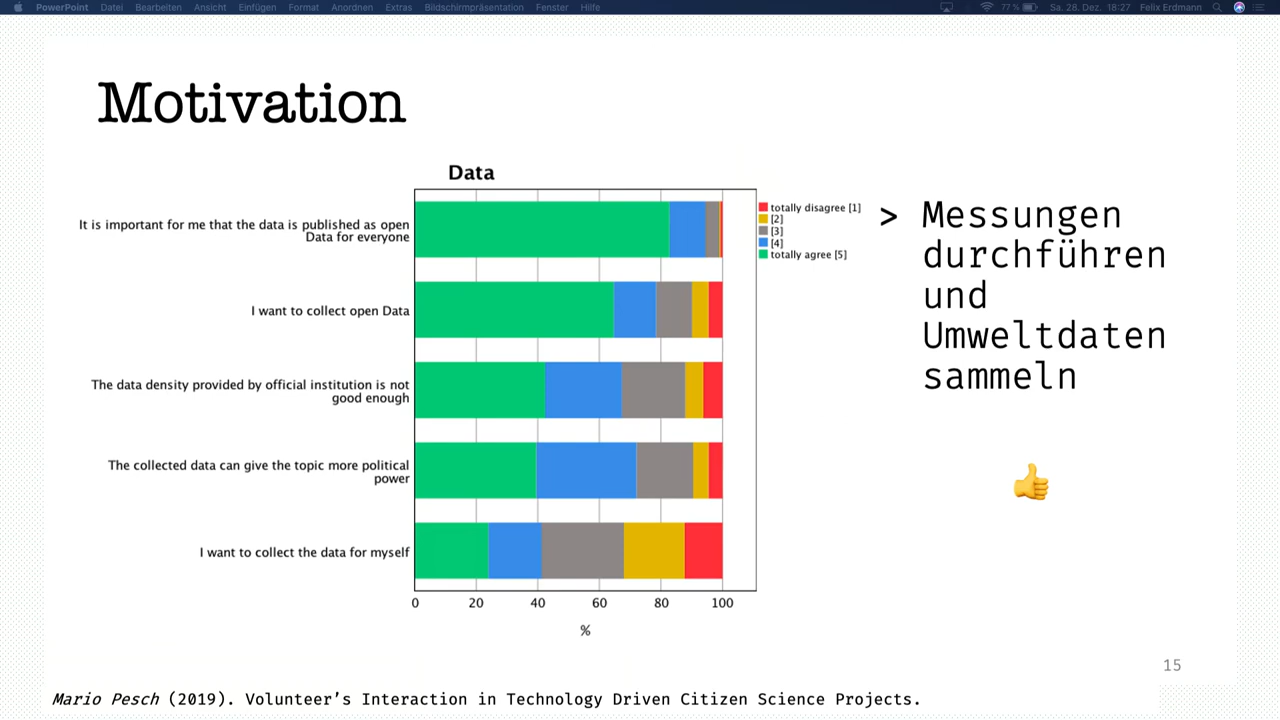 PowerPoint Datei Bearbeiten Ansicht Einfügen Format Anordnen Extras Bildschirmpräsentation Fenster Hilfe 77 % Sa. 28. Dez. 18:27 Felix Erdmann
Motivation
Data
It is important for me that the data is published as open
Data for everyone
I want to collect open Data
The data density provided by official institution is not
good enough
The collected data can give the topic more political
power
I want to collect the data for myself
0 20 40 60 80 100
%
totally disagree [1]
[2]
[3]
[4]
totally agree [5]
> Messungen
durchführen
und
Umweltdaten
sammeln
15
Mario Pesch (2019). Volunteer's Interaction in Technology Driven Citizen Science Projects.